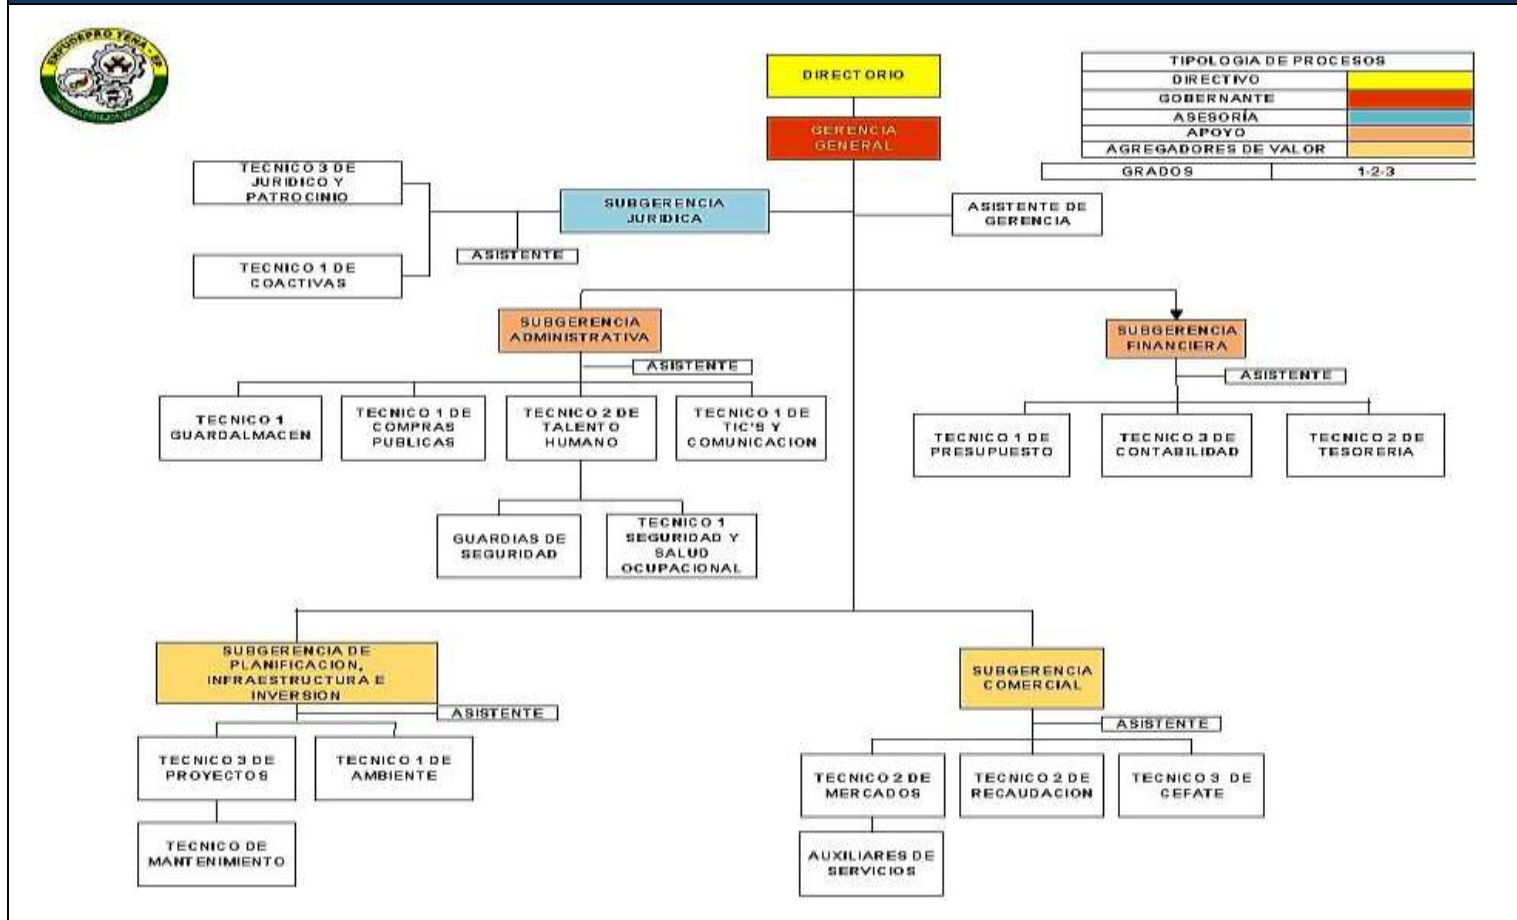 EMPUDEPRO TENA - EP
DIRECTORIO
TIPOLOGIA DE PROCESOS
DIRECTIVO
GOBERNANTE
ASESORÍA
APOYO
AGREGADORES DE VALOR
GRADOS 1-2-3
GERENCIA
GENERAL
TECNICO 3 DE
JURIDICO Y
PATROCINIO
SUBGERENCIA
JURIDICA
ASISTENTE DE
GERENCIA
ASISTENTE
TECNICO 1 DE
COACTIVAS
SUBGERENCIA
ADMINISTRATIVA
ASISTENTE
SUBGERENCIA
FINANCIERA
ASISTENTE
TECNICO 1
GUARDALMACEN
TECNICO 1 DE
COMPRAS
PUBLICAS
TECNICO 2 DE
TALENTO
HUMANO
TECNICO 1 DE
TIC'S Y
COMUNICACION
TECNICO 1 DE
PRESUPUESTO
TECNICO 3 DE
CONTABILIDAD
TECNICO 2 DE
TESORERIA
GUARDIAS DE
SEGURIDAD
TECNICO 1
SEGURIDAD Y
SALUD
OCUPACIONAL
SUBGERENCIA DE
PLANIFICACION,
INFRAESTRUCTURA E
INVERSION
ASISTENTE
SUBGERENCIA
COMERCIAL
ASISTENTE
TECNICO 3 DE
PROYECTOS
TECNICO 1 DE
AMBIENTE
TECNICO 2 DE
MERCADOS
TECNICO 2 DE
RECAUDACION
TECNICO 3 DE
CEFATE
TECNICO DE
MANTENIMIENTO
AUXILIARES DE
SERVICIOS